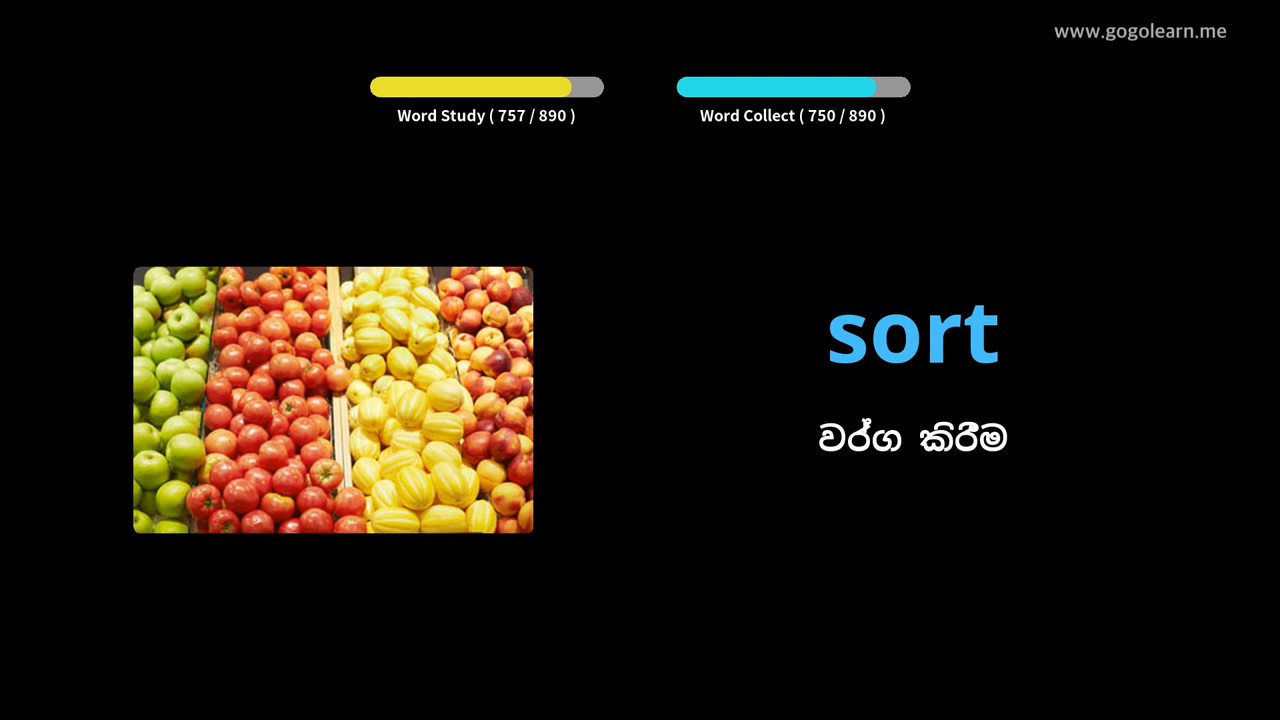 www.gogolearn.me
Word Study ( 757 / 890 )
Word Collect ( 750 / 890 )
sort
වර්ග කිරීම